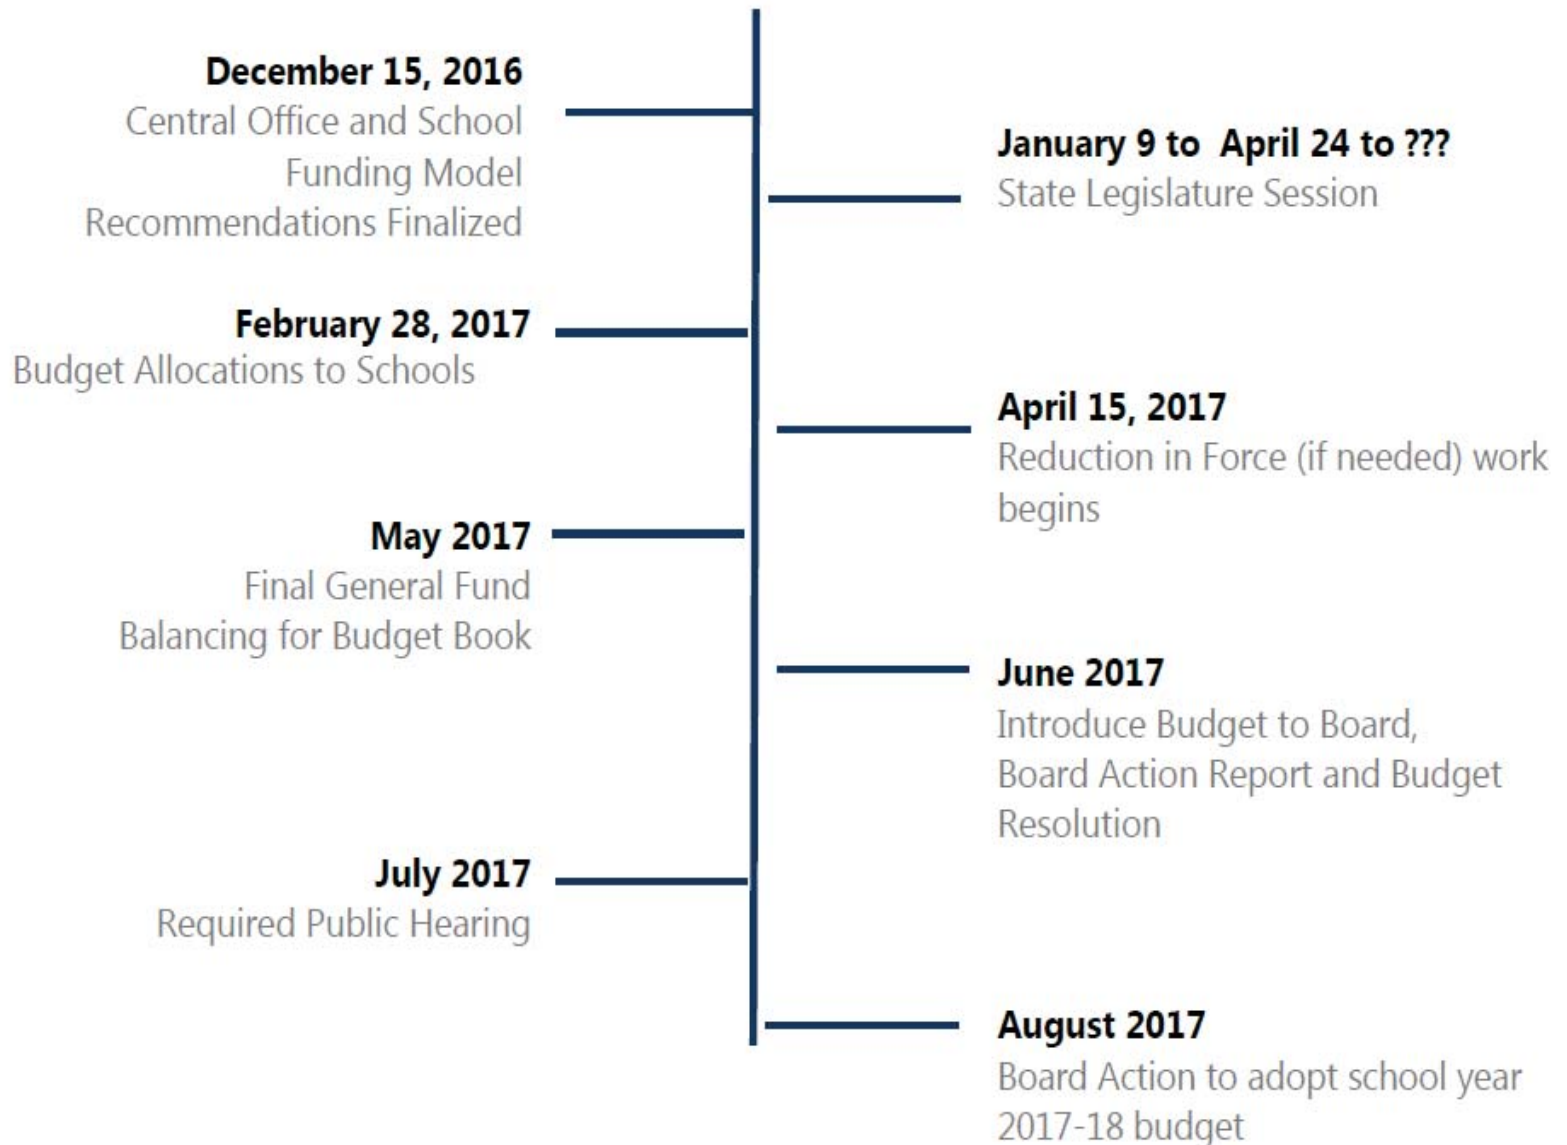 December 15, 2016
Central Office and School
Funding Model
Recommendations Finalized
January 9 to April 24 to ???
State Legislature Session
February 28, 2017
Budget Allocations to Schools
April 15, 2017
Reduction in Force (if needed) work
begins
May 2017
Final General Fund
Balancing for Budget Book
June 2017
Introduce Budget to Board,
Board Action Report and Budget
Resolution
July 2017
Required Public Hearing
August 2017
Board Action to adopt school year
2017-18 budget